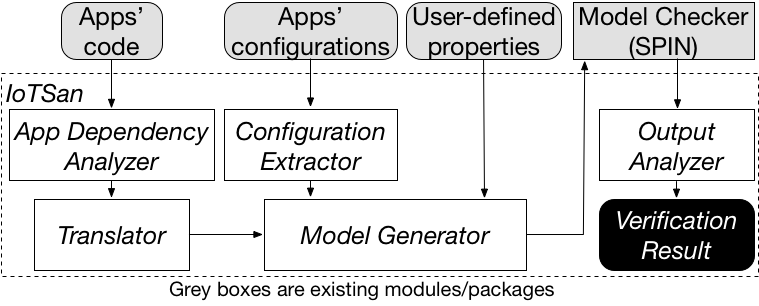 Apps'
code
Apps'
configurations
User-defined
properties
Model Checker
(SPIN)
IoTSan
App Dependency
Analyzer
Configuration
Extractor
Output
Analyzer
Translator
Model Generator
Verification
Result
Grey boxes are existing modules/packages